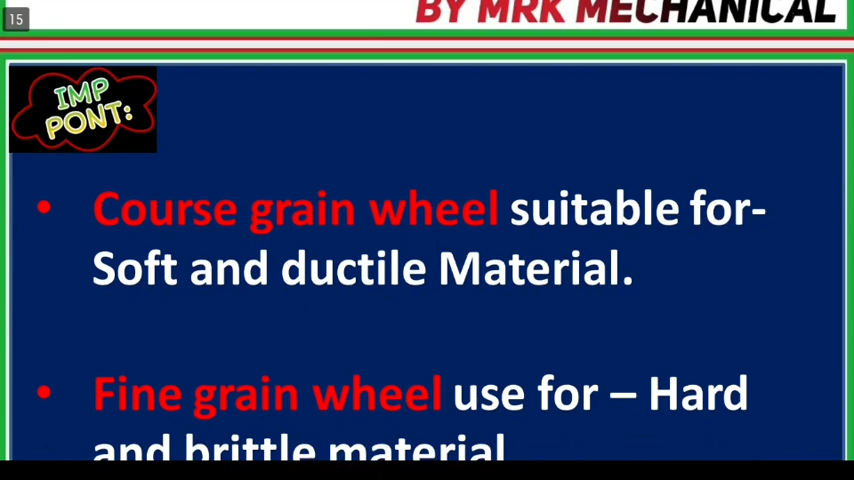 15
BY MRK MECHANICAL
IMP
PONT:
• Course grain wheel suitable for-
Soft and ductile Material.
• Fine grain wheel use for – Hard
and brittle material